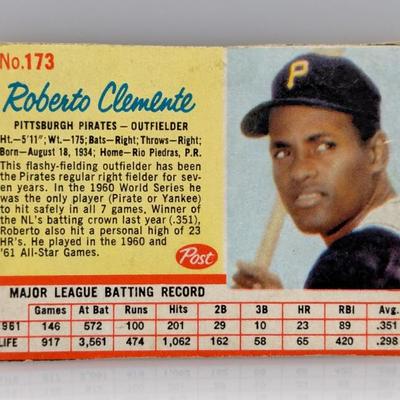 No.173
Roberto Clemente
PITTSBURGH PIRATES — OUTFIELDER
Ht.—5'11"; Wt.—175; Bats—Right; Throws—Right;
Born—August 18, 1934; Home—Rio Piedras, P.R.
This flashy-fielding outfielder has been
the Pirates regular right fielder for sev-
en years. In the 1960 World Series he
was the only player (Pirate or Yankee)
to hit safely in all 7 games, Winner of
the NL's batting crown last year (.351),
Roberto also hit a personal high of 23
HR's. He played in the 1960 and
'61 All-Star Games.
Post
P
MAJOR LEAGUE BATTING RECORD
Games At Bat Runs Hits 2B 3B HR RBI Avg.
961 146 572 100 201 29 10 23 89 .351
LIFE 917 3,561 474 1,062 162 58 65 420 .298